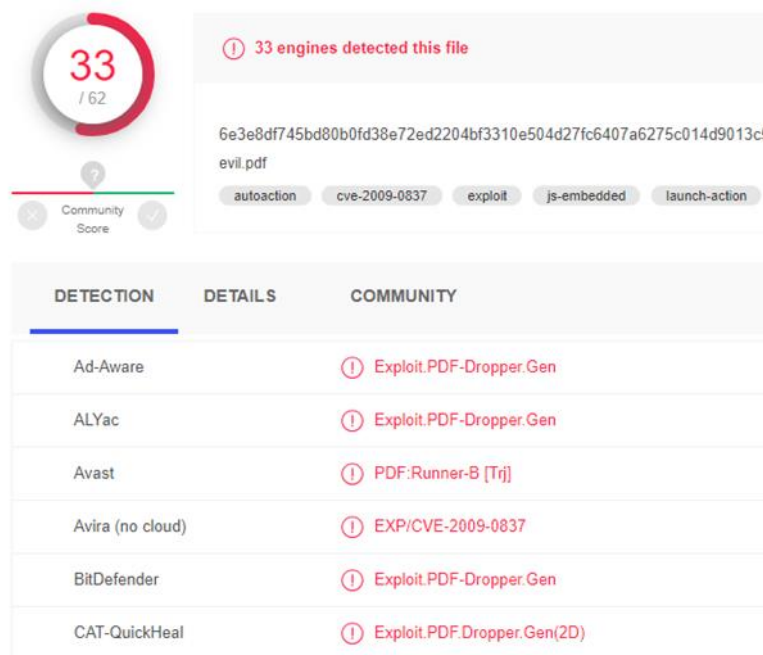 33
/ 62
33 engines detected this file
6e3e8df745bd80b0fd38e72ed2204bf3310e504d27fc6407a6275c014d9013c
evil.pdf
autoaction cve-2009-0837 exploit js-embedded launch-action
?
Community
Score
DETECTION DETAILS COMMUNITY
Ad-Aware Exploit.PDF-Dropper.Gen
ALYac Exploit.PDF-Dropper.Gen
Avast PDF:Runner-B [Trj]
Avira (no cloud) EXP/CVE-2009-0837
BitDefender Exploit.PDF-Dropper.Gen
CAT-QuickHeal Exploit.PDF.Dropper.Gen(2D)